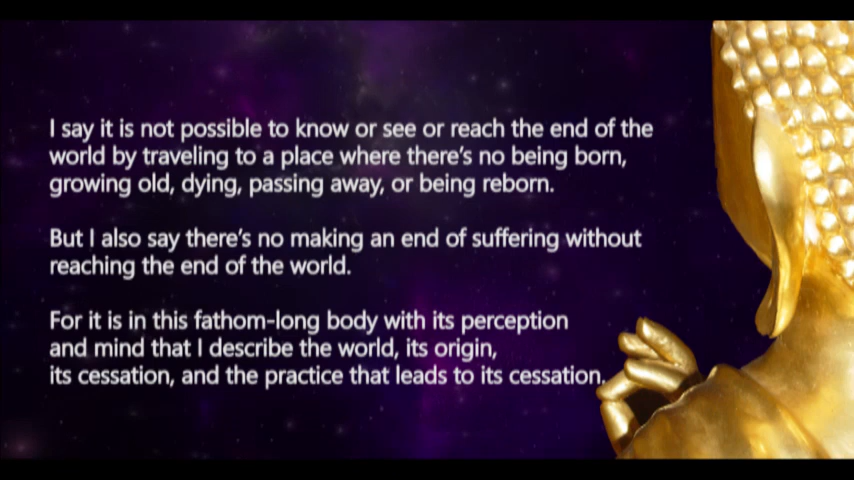 I say it is not possible to know or see or reach the end of the
world by traveling to a place where there's no being born,
growing old, dying, passing away, or being reborn.
But I also say there's no making an end of suffering without
reaching the end of the world.
For it is in this fathom-long body with its perception
and mind that I describe the world, its origin,
its cessation, and the practice that leads to its cessation.